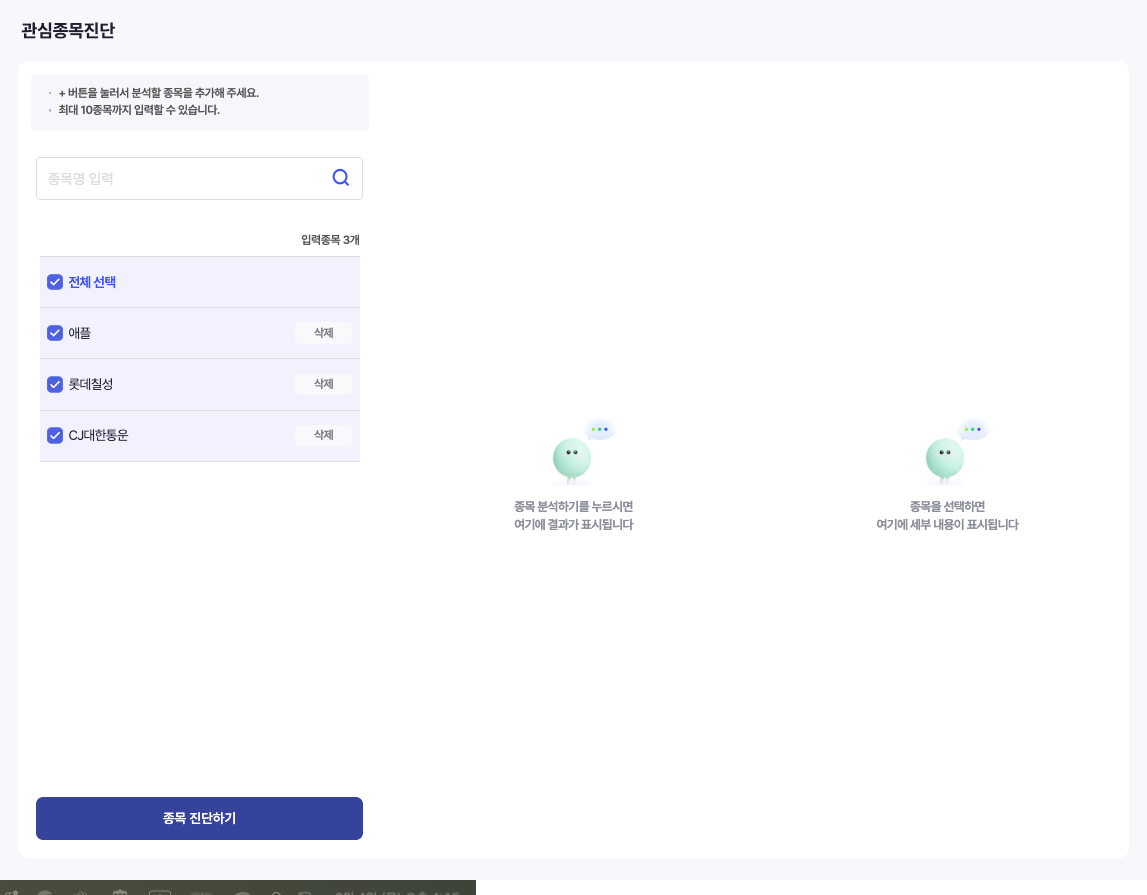 관심종목진단
· + 버튼을 눌러서 분석할 종목을 추가해 주세요.
· 최대 10종목까지 입력할 수 있습니다.
종목명 입력
입력종목 3개
전체 선택
애플 삭제
롯데칠성 삭제
CJ대한통운 삭제
종목 분석하기를 누르시면
여기에 결과가 표시됩니다
종목을 선택하면
여기에 세부 내용이 표시됩니다
종목 진단하기